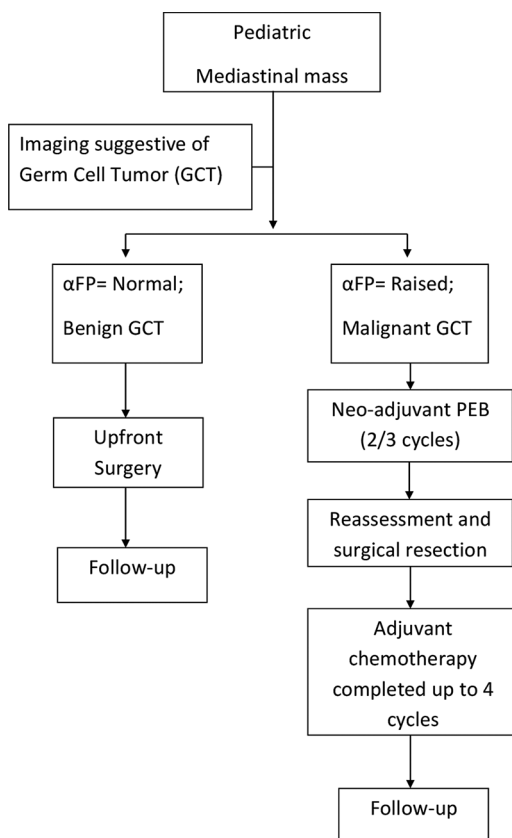 Pediatric
Mediastinal mass
Imaging suggestive of
Germ Cell Tumor (GCT)
αFP= Normal;
Benign GCT
αFP= Raised;
Malignant GCT
Upfront
Surgery
Follow-up
Neo-adjuvant PEB
(2/3 cycles)
Reassessment and
surgical resection
Adjuvant
chemotherapy
completed up to 4
cycles
Follow-up